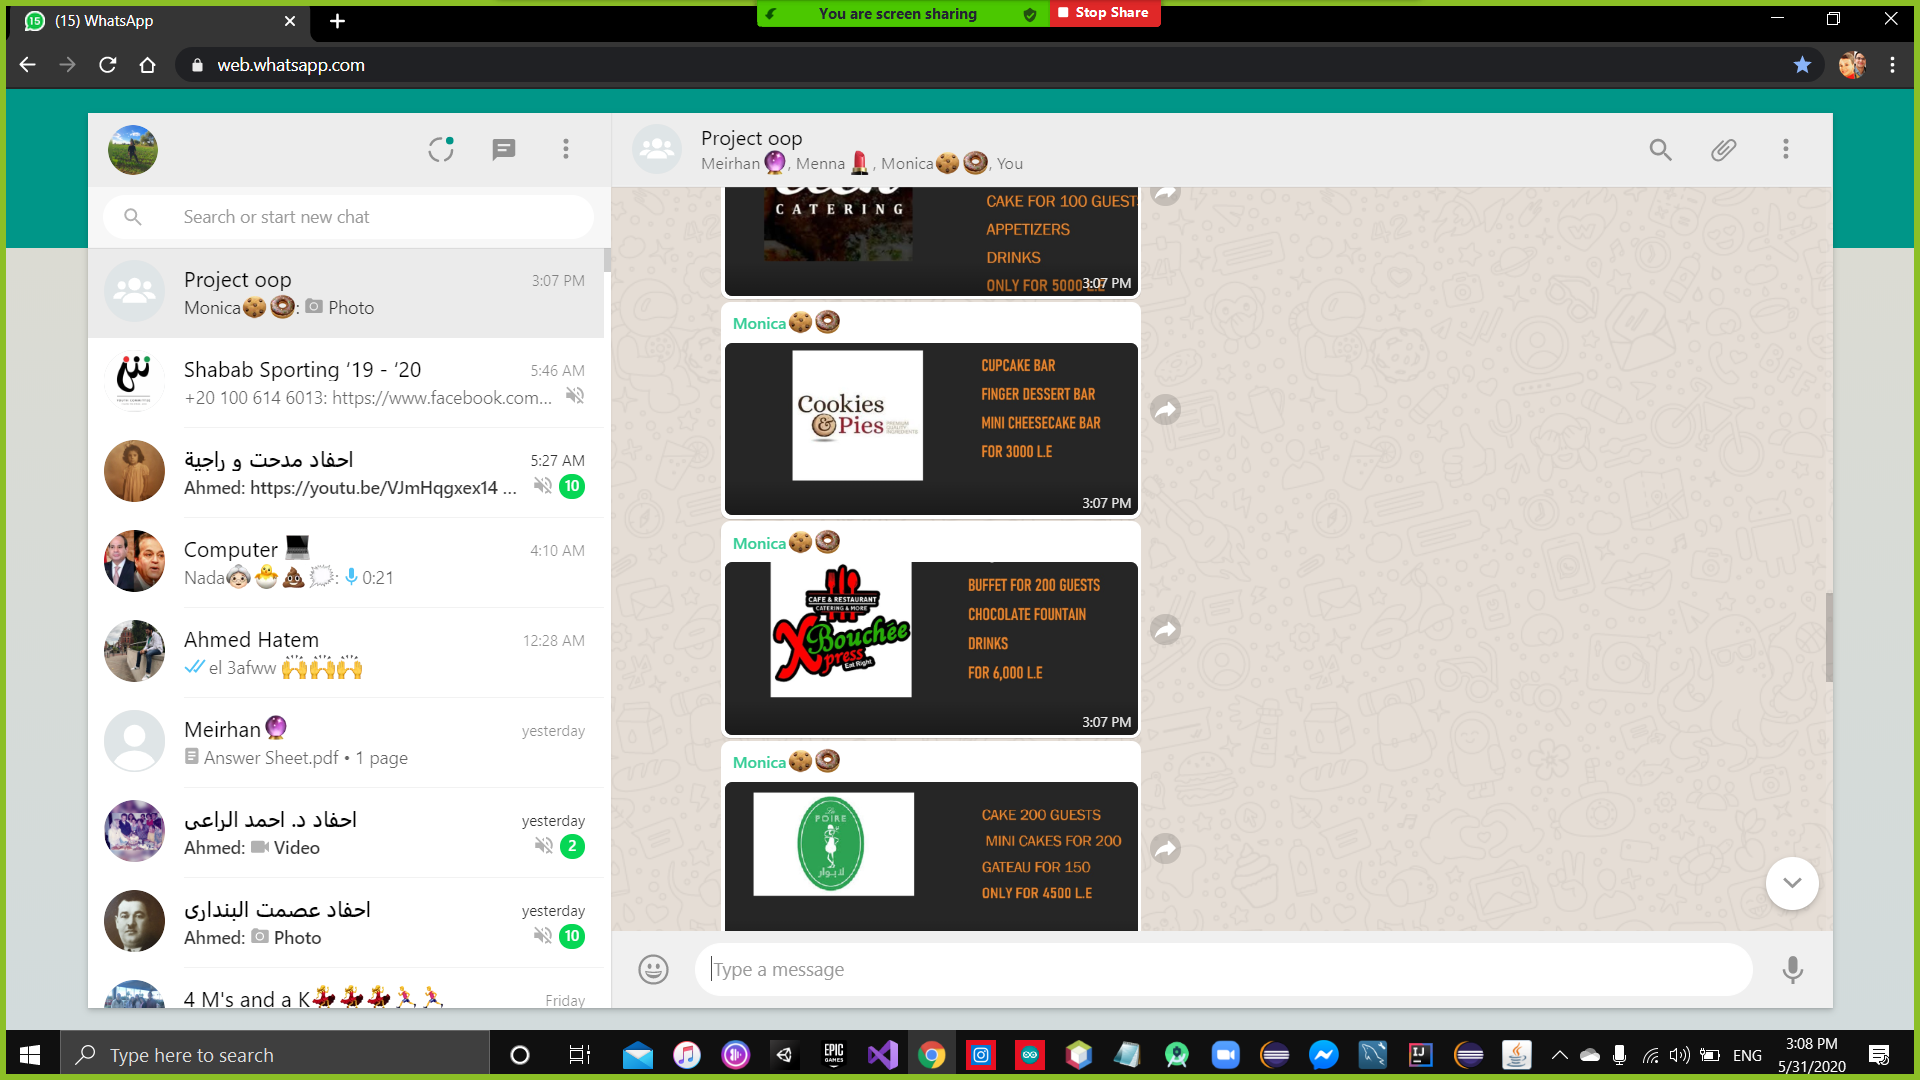 (15) WhatsApp
You are screen sharing
Stop Share
web.whatsapp.com
Search or start new chat
Project oop
3:07 PM
Monica🍪🍩: Photo
Shabab Sporting ‘19 - ‘20
5:46 AM
+20 100 614 6013: https://www.facebook.com...
احفاد مدحت و راجية
5:27 AM
Ahmed: https://youtu.be/VJmHqgxex14 ...
10
Computer 💻
4:10 AM
Nada👵🏻🐣💩🗯: 0:21
Ahmed Hatem
12:28 AM
el 3afww 🙌🙌🙌
Meirhan🔮
yesterday
Answer Sheet.pdf • 1 page
احفاد د. احمد الراعى
yesterday
Ahmed: Video
2
احفاد عصمت البندارى
yesterday
Ahmed: Photo
10
4 M's and a K💃💃💃🏃🏃
Friday
Project oop
Meirhan🔮, Menna💄, Monica🍪🍩, You
CATERING
CAKE FOR 100 GUEST
APPETIZERS
DRINKS
ONLY FOR 5000 L.E
3:07 PM
Monica🍪🍩
Cookies
& Pies
CUPCAKE BAR
FINGER DESSERT BAR
MINI CHEESECAKE BAR
FOR 3000 L.E
3:07 PM
Monica🍪🍩
CAFE & RESTAURANT
CATERING & MORE
Bouchée
Xpress
Eat Right
BUFFET FOR 200 GUESTS
CHOCOLATE FOUNTAIN
DRINKS
FOR 6,000 L.E
3:07 PM
Monica🍪🍩
POIRE
لابوار
CAKE 200 GUESTS
MINI CAKES FOR 200
GATEAU FOR 150
ONLY FOR 4500 L.E
Type a message
Type here to search
EPIC
GAMES
IJ
ENG
3:08 PM
5/31/2020